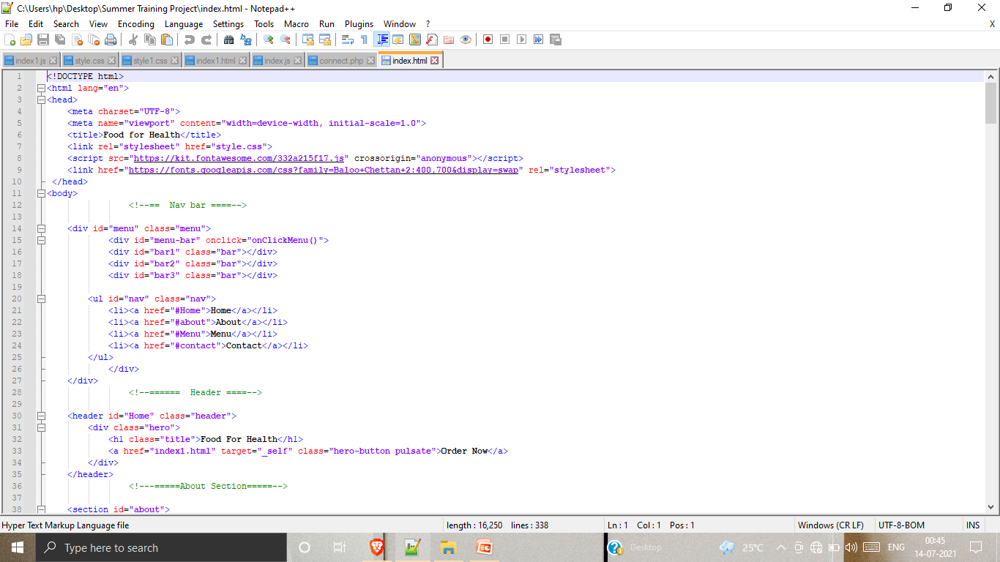 C:\Users\hp\Desktop\Summer Training Project\index.html - Notepad++
File Edit Search View Encoding Language Settings Tools Macro Run Plugins Window ? X
index1.js style.css style1.css index1.html index.js connect.php index.html
1 <!DOCTYPE html>
2 <html lang="en">
3 <head>
4 <meta charset="UTF-8">
5 <meta name="viewport" content="width=device-width, initial-scale=1.0">
6 <title>Food for Health</title>
7 <link rel="stylesheet" href="style.css">
8 <script src="https://kit.fontawesome.com/332a215f17.js" crossorigin="anonymous"></script>
9 <link href="https://fonts.googleapis.com/css?family=Baloo+Chettan+2:400,700&display=swap" rel="stylesheet">
10 </head>
11 <body>
12 <!--== Nav bar ====-->
13
14 <div id="menu" class="menu">
15 <div id="menu-bar" onclick="onClickMenu()">
16 <div id="bar1" class="bar"></div>
17 <div id="bar2" class="bar"></div>
18 <div id="bar3" class="bar"></div>
19
20 <ul id="nav" class="nav">
21 <li><a href="#Home">Home</a></li>
22 <li><a href="#about">About</a></li>
23 <li><a href="#Menu">Menu</a></li>
24 <li><a href="#contact">Contact</a></li>
25 </ul>
26 </div>
27 </div>
28 <!--====== Header ====-->
29
30 <header id="Home" class="header">
31 <div class="hero">
32 <h1 class="title">Food For Health</h1>
33 <a href="index1.html" target="_self" class="hero-button pulsate">Order Now</a>
34 </div>
35 </header>
36 <!---=====About Section=====-->
37
38 <section id="about">
Hyper Text Markup Language file length : 16,250 lines : 338 Ln : 1 Col : 1 Pos : 1 Windows (CR LF) UTF-8-BOM INS
Type here to search Desktop 25°C ENG 00:45
14-07-2021